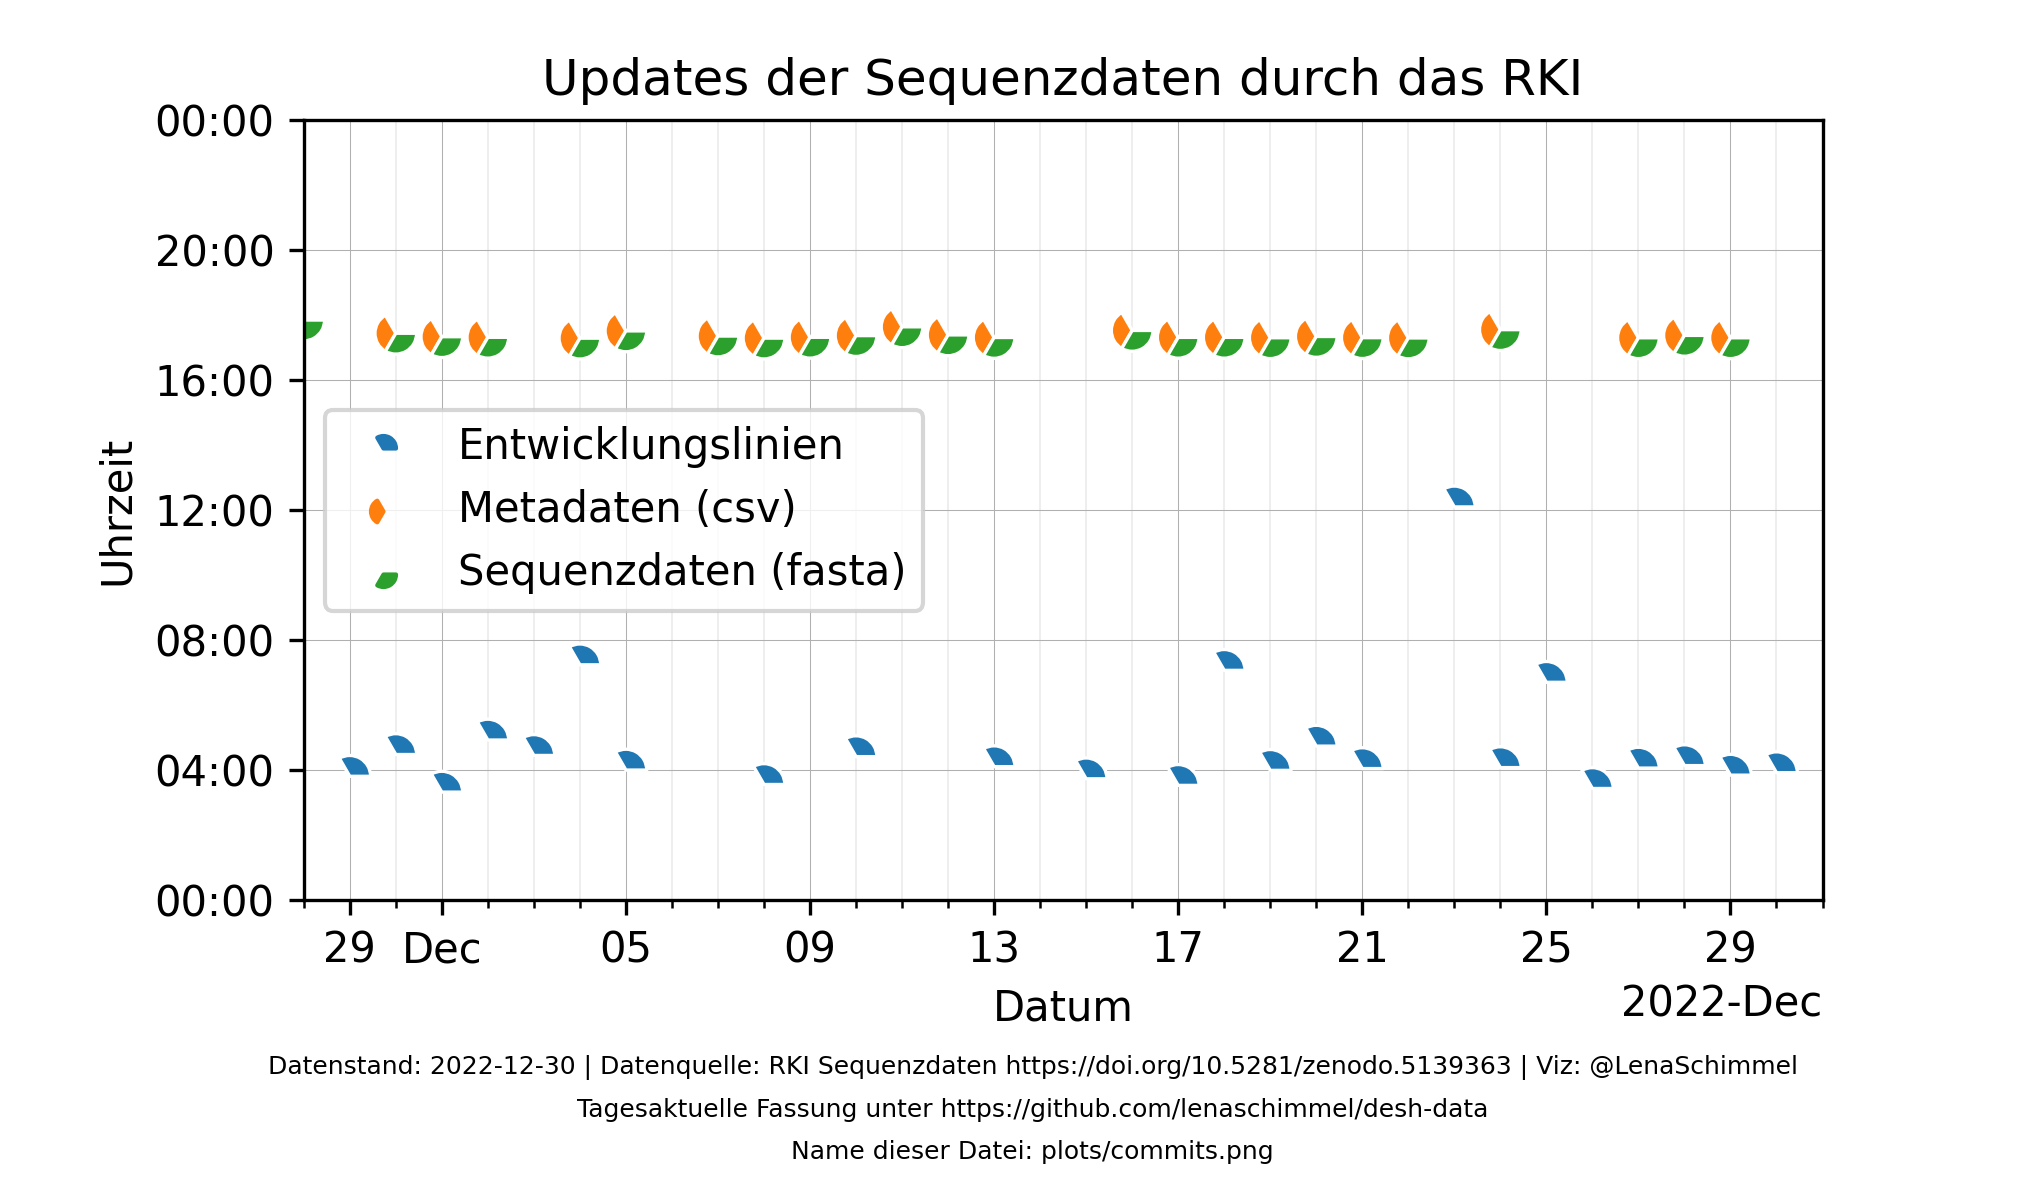 Updates der Sequenzdaten durch das RKI
00:00
20:00
16:00
12:00
08:00
04:00
00:00
Uhrzeit
Entwicklungslinien
Metadaten (csv)
Sequenzdaten (fasta)
29 Dec 05 09 13 17 21 25 29
Datum
2022-Dec
Datenstand: 2022-12-30 | Datenquelle: RKI Sequenzdaten https://doi.org/10.5281/zenodo.5139363 | Viz: @LenaSchimmel
Tagesaktuelle Fassung unter https://github.com/lenaschimmel/desh-data
Name dieser Datei: plots/commits.png